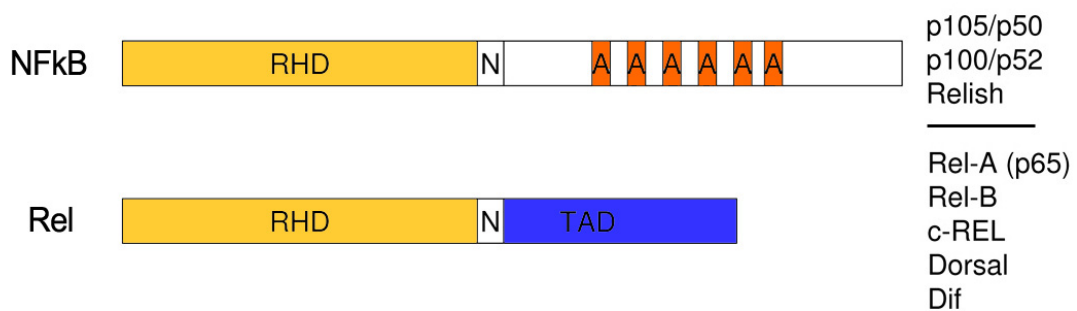 NFkB RHD N A A A A A A
p105/p50
p100/p52
Relish
Rel RHD N TAD
Rel-A (p65)
Rel-B
c-REL
Dorsal
Dif